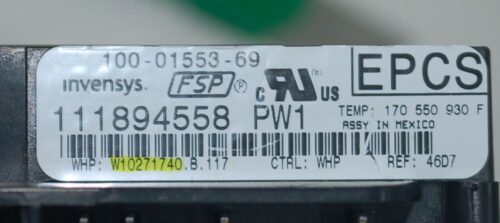 100-01553-69
invensys FSP P C UR US
EPCS
111894558 PW1
TEMP: 170 550 930 F
ASSY IN MEXICO
WHP: W10271740.B.117 CTRL: WHP REF: 46D7